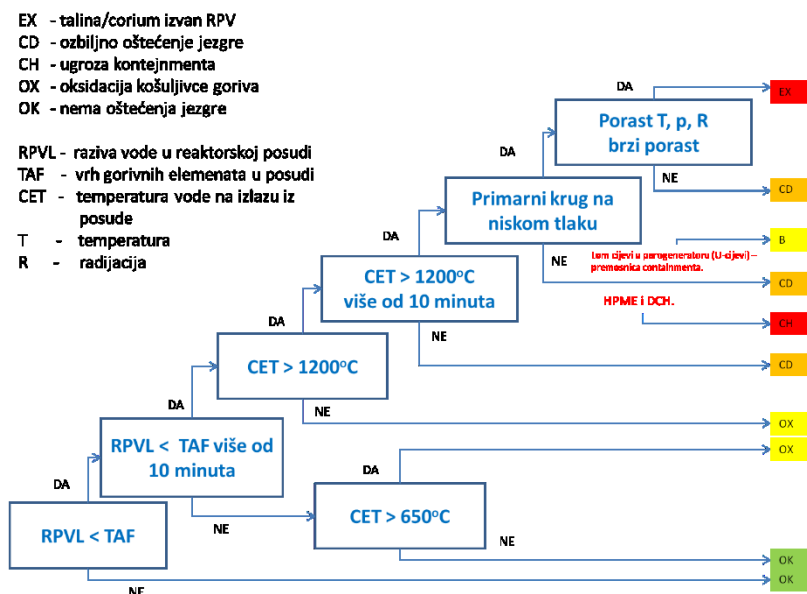 EX - talina/corium izvan RPV
CD - ozbiljno oštećenje jezgre
CH - ugroza kontejnmenta
OX - oksidacija košuljivce goriva
OK - nema oštećenja jezgre
RPVL - raziva vode u reaktorskoj posudi
TAF - vrh gorivnih elemenata u posudi
CET - temperatura vode na izlazu iz
posude
T - temperatura
R - radijacija
DA
EX
Porast T, p, R
brzi porast
DA
NE
CD
Primarni krug na
niskom tlaku
DA
B
NE
Lom cijevi u parogeneratoru (U-cijevi) –
premosnica containmenta.
CD
CET > 1200°C
više od 10 minuta
HPME i DCH.
CH
DA
NE
CD
CET > 1200°C
DA
NE
OX
RPVL < TAF više od
10 minuta
OX
DA
DA
CET > 650°C
NE
RPVL < TAF
NE
OK
OK
NE